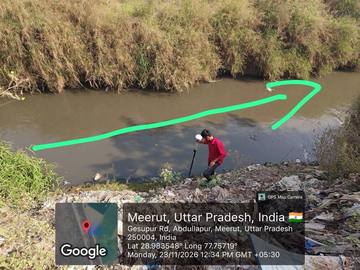 GPS Map Camera
Meerut, Uttar Pradesh, India 🇮🇳
Gesupur Rd, Abdullapur, Meerut, Uttar Pradesh
250004, India
Lat 28.983548° Long 77.75719°
Monday, 23/11/2026 12:34 PM GMT +05:30
Google